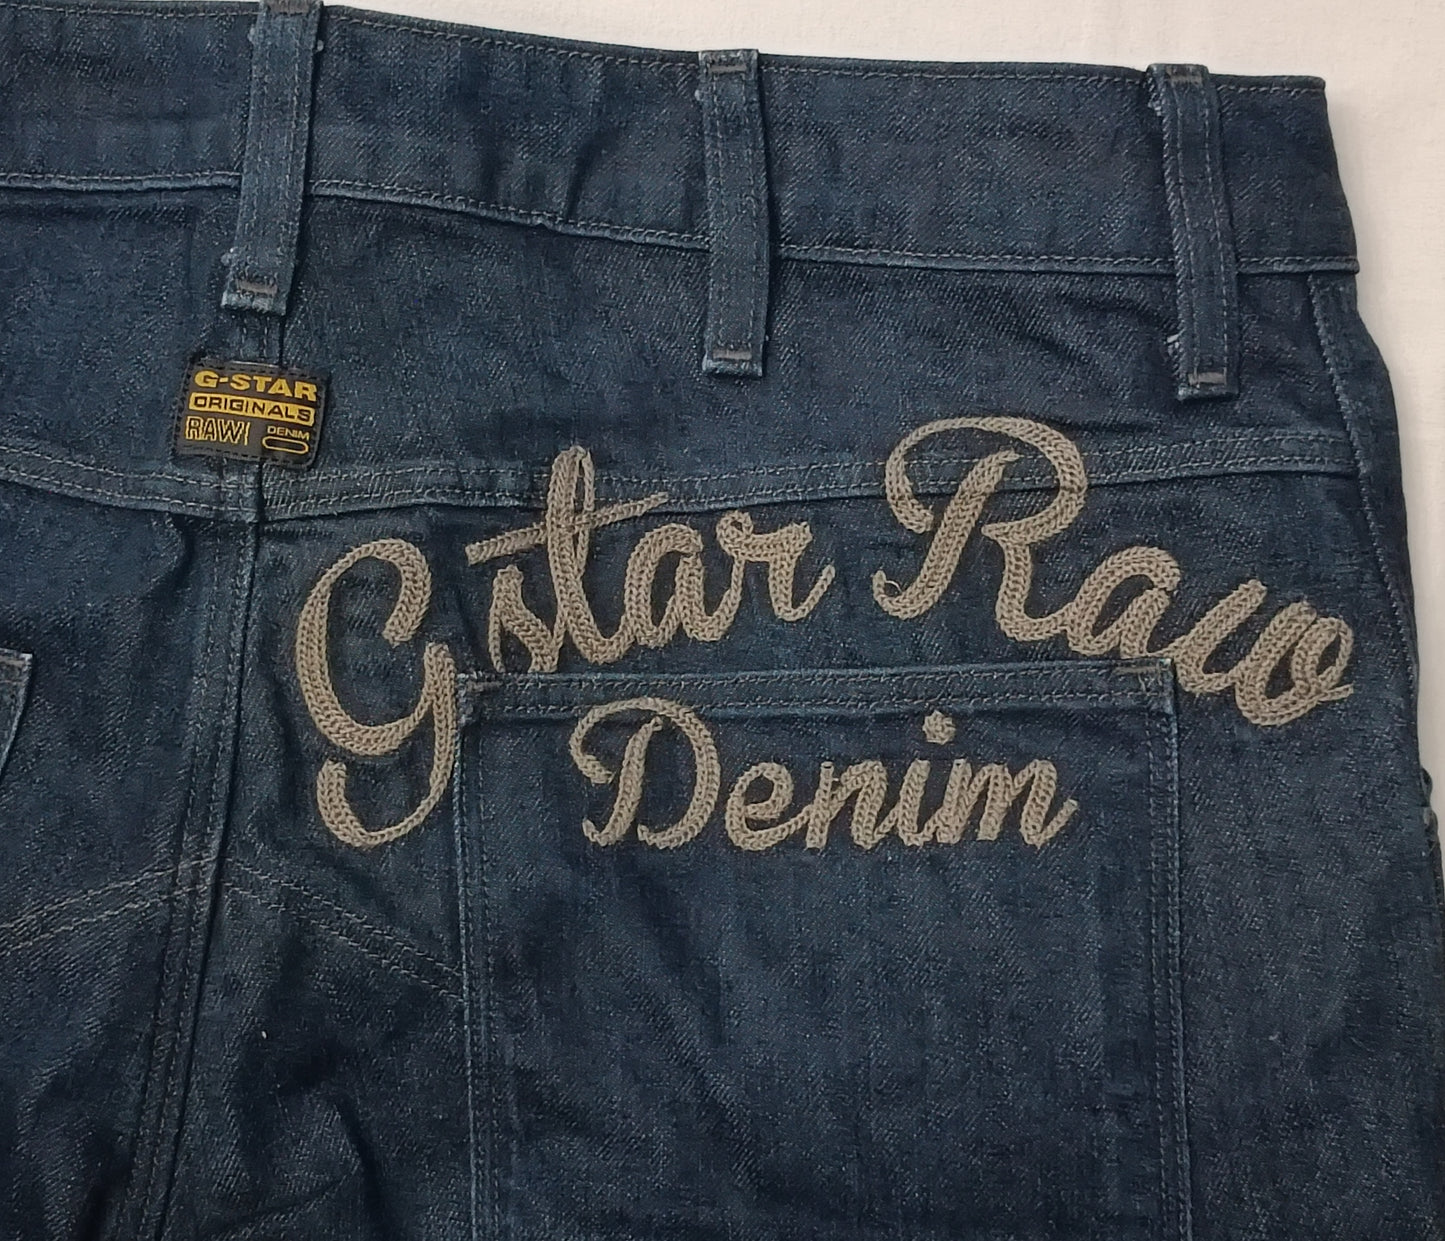 G-STAR
ORIGINALS
RAW DENIM
Gstar Raw
Denim